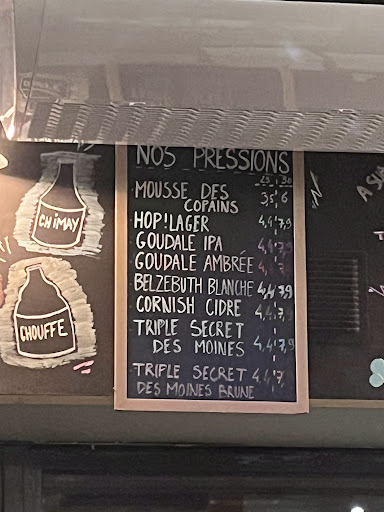 NOS PRESSIONS
25 50
MOUSSE DES
COPAINS 3,5 6
HOP!LAGER 4,4 7,9
GOUDALE IPA 4,4 7,9
GOUDALE AMBRÉE 4, 7
BELZEBUTH BLANCHE 4,4 7,9
CORNISH CIDRE 4,4 7,
TRIPLE SECRET
DES MOINES 4,4 7,9
TRIPLE SECRET 4,4 7,
DES MOINES BRUNE
CHIMAY
CHOUFFE